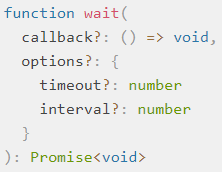 function wait(
  callback?: () => void,
  options?: {
    timeout?: number
    interval?: number
  }
): Promise<void>